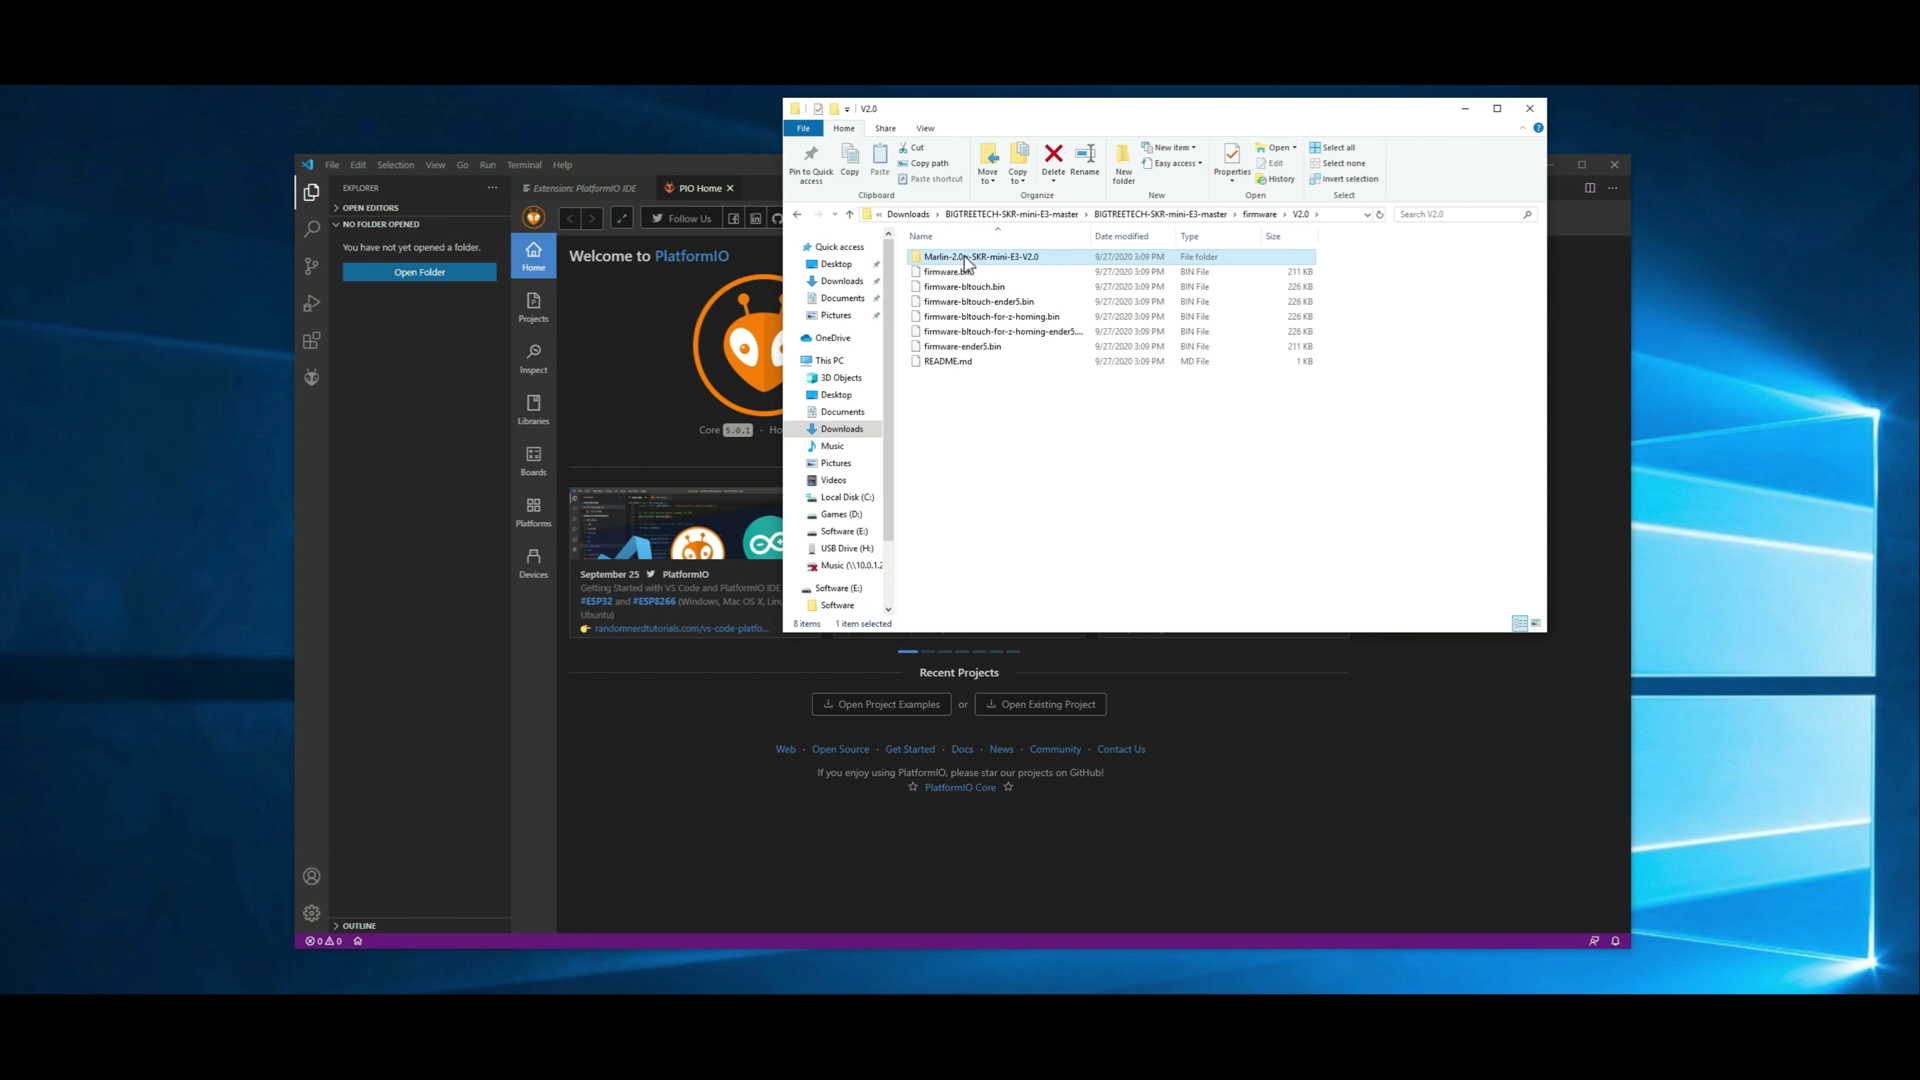 V2.0
File Home Share View
Pin to Quick access
Copy
Paste
Cut
Copy path
Paste shortcut
Clipboard
Move to
Copy to
Delete
Rename
Organize
New folder
New item
Easy access
New
Properties
Open
Edit
History
Open
Select all
Select none
Invert selection
Select
« Downloads › BIGTREETECH-SKR-mini-E3-master › BIGTREETECH-SKR-mini-E3-master › firmware › V2.0 ›
Search V2.0
Name Date modified Type Size
9/27/2020 3:09 PM File folder
9/27/2020 3:09 PM BIN File 211 KB
firmware-bltouch.bin 9/27/2020 3:09 PM BIN File 226 KB
firmware-bltouch-ender5.bin 9/27/2020 3:09 PM BIN File 226 KB
firmware-bltouch-for-z-homing.bin 9/27/2020 3:09 PM BIN File 226 KB
firmware-bltouch-for-z-homing-ender5.... 9/27/2020 3:09 PM BIN File 226 KB
firmware-ender5.bin 9/27/2020 3:09 PM BIN File 211 KB
README.md 9/27/2020 3:09 PM MD File 1 KB
Quick access
Desktop
Downloads
Documents
Pictures
OneDrive
This PC
3D Objects
Desktop
Documents
Downloads
Music
Pictures
Videos
Local Disk (C:)
Games (D:)
Software (E:)
USB Drive (H:)
Music (\\10.0.1.2
Software (E:)
Software
8 items 1 item selected
File Edit Selection View Go Run Terminal Help
EXPLORER
OPEN EDITORS
NO FOLDER OPENED
You have not yet opened a folder.
Open Folder
OUTLINE
0 0
Extension: PlatformIO IDE
PIO Home
Follow Us
Home
Projects
Inspect
Libraries
Boards
Platforms
Devices
Welcome to PlatformIO
Core 5.0.1 · Ho
September 25 PlatformIO
Getting Started with VS Code and PlatformIO IDE
#ESP32 and #ESP8266 (Windows, Mac OS X, Linu
Ubuntu)
randomnerdtutorials.com/vs-code-platfo...
Recent Projects
Open Project Examples or Open Existing Project
Web · Open Source · Get Started · Docs · News · Community · Contact Us
If you enjoy using PlatformIO, please star our projects on GitHub!
PlatformIO Core